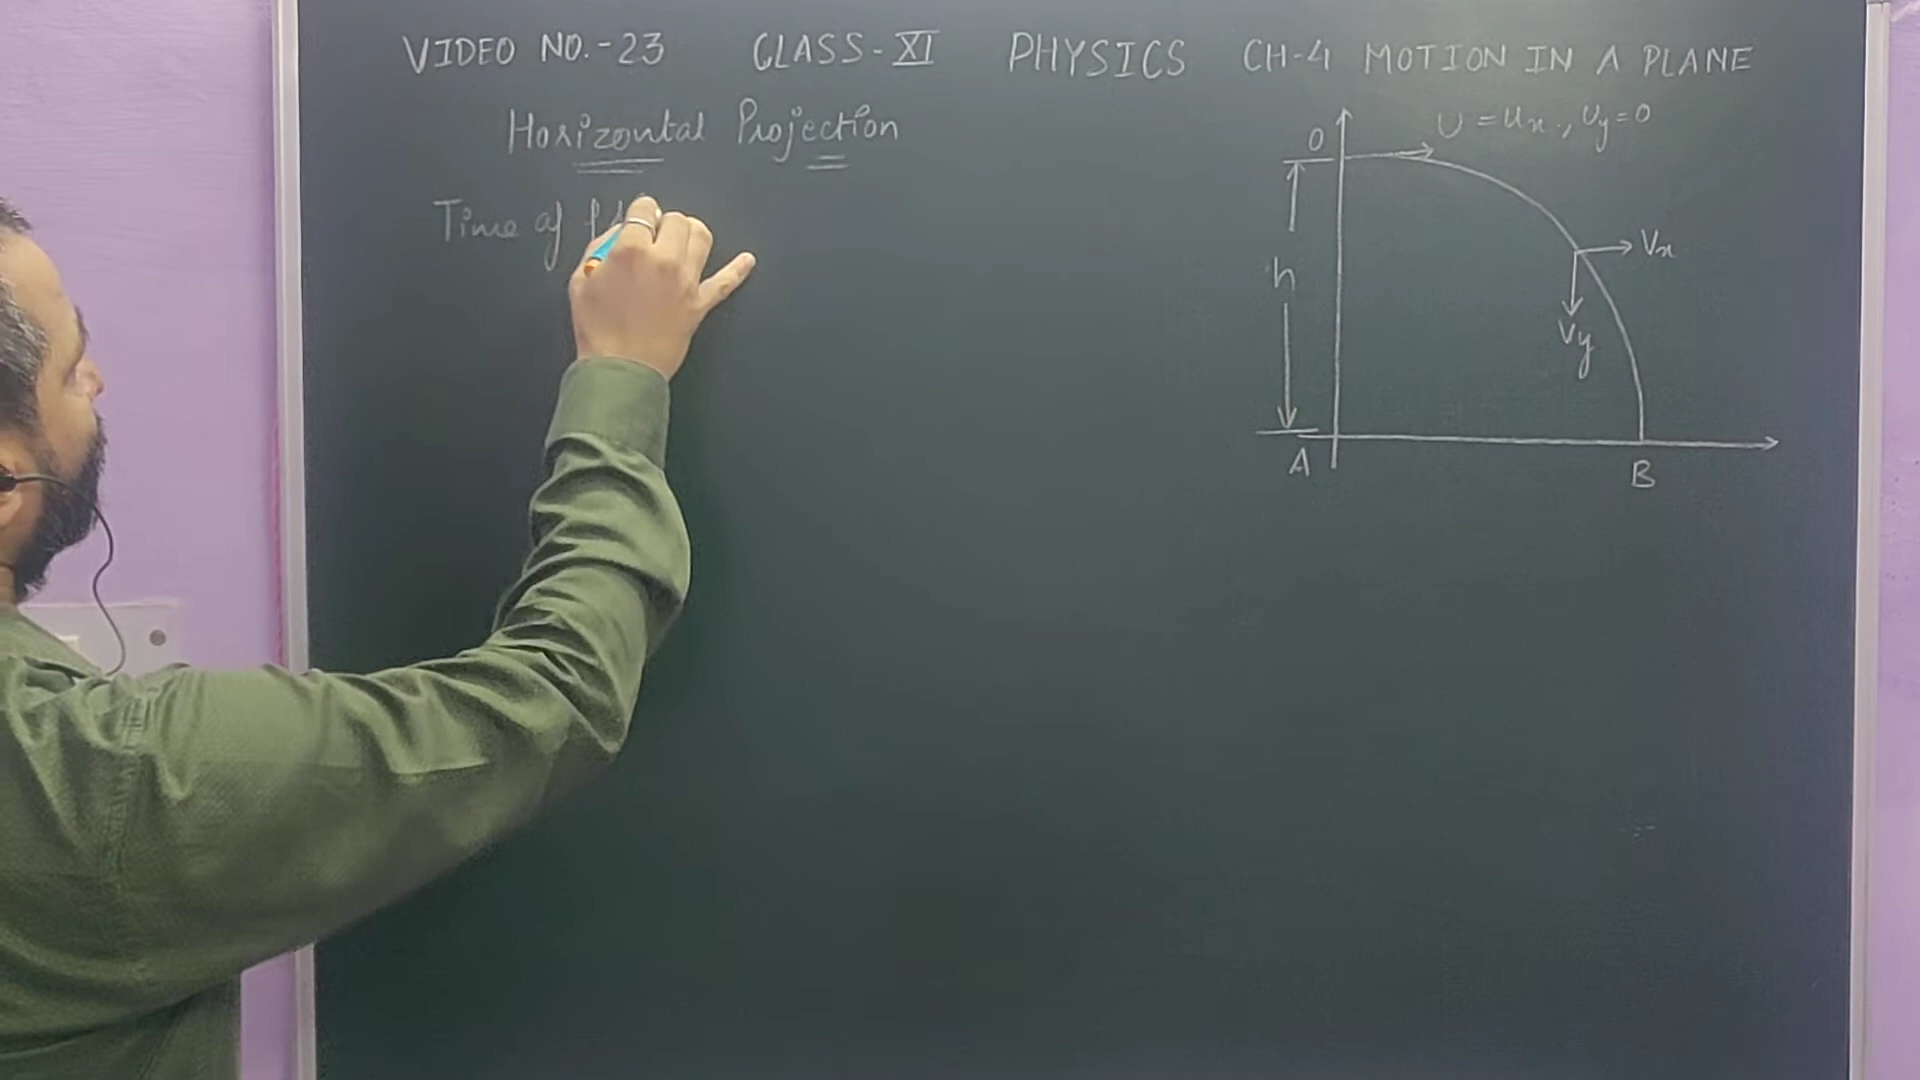 VIDEO NO.-23 CLASS-XI PHYSICS CH-4 MOTION IN A PLANE
Horizontal Projection
Time of
O
U = Ux., Uy=0
Vx
h
Vy
A
B